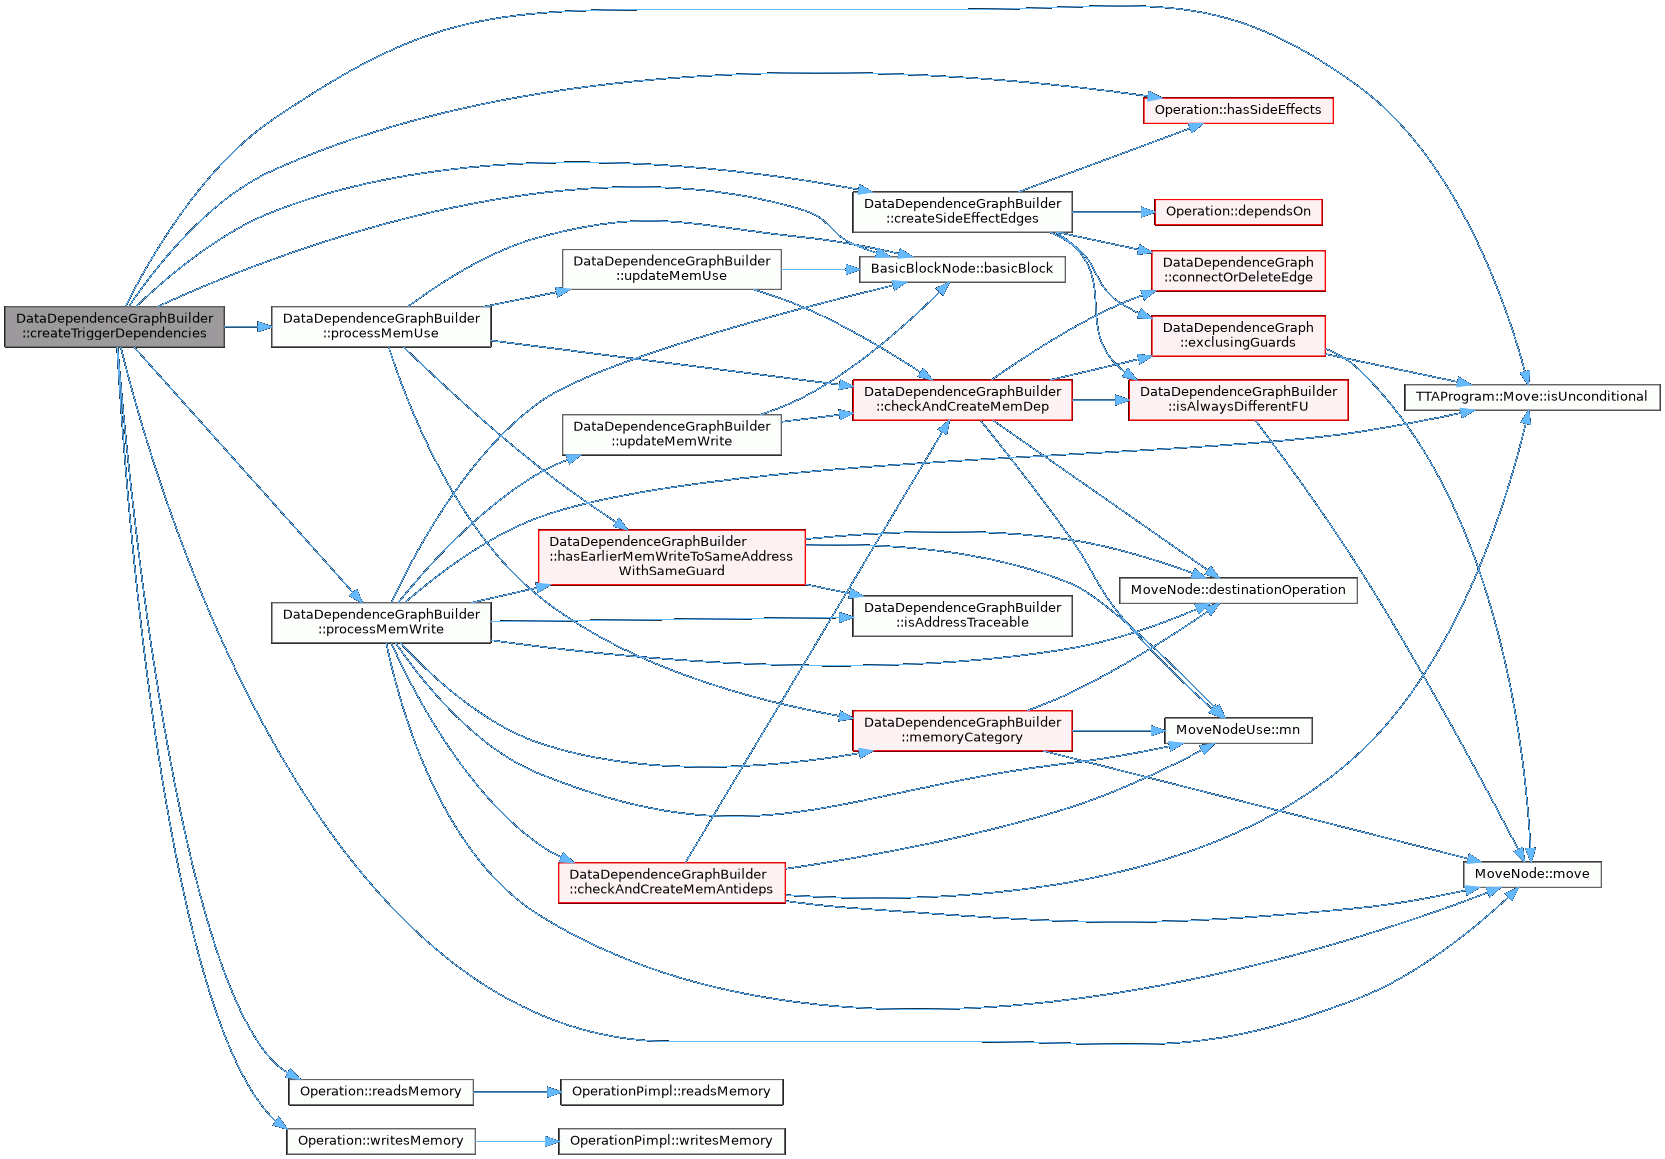 DataDependenceGraphBuilder
::createTriggerDependencies
DataDependenceGraphBuilder
::processMemUse
DataDependenceGraphBuilder
::processMemWrite
Operation::readsMemory
Operation::writesMemory
DataDependenceGraphBuilder
::updateMemUse
DataDependenceGraphBuilder
::updateMemWrite
DataDependenceGraphBuilder
::hasEarlierMemWriteToSameAddress
WithSameGuard
DataDependenceGraphBuilder
::checkAndCreateMemAntideps
OperationPimpl::readsMemory
OperationPimpl::writesMemory
DataDependenceGraphBuilder
::createSideEffectEdges
BasicBlockNode::basicBlock
DataDependenceGraphBuilder
::checkAndCreateMemDep
DataDependenceGraphBuilder
::isAddressTraceable
DataDependenceGraphBuilder
::memoryCategory
Operation::hasSideEffects
Operation::dependsOn
DataDependenceGraph
::connectOrDeleteEdge
DataDependenceGraph
::exclusingGuards
DataDependenceGraphBuilder
::isAlwaysDifferentFU
MoveNode::destinationOperation
MoveNodeUse::mn
TTAProgram::Move::isUnconditional
MoveNode::move